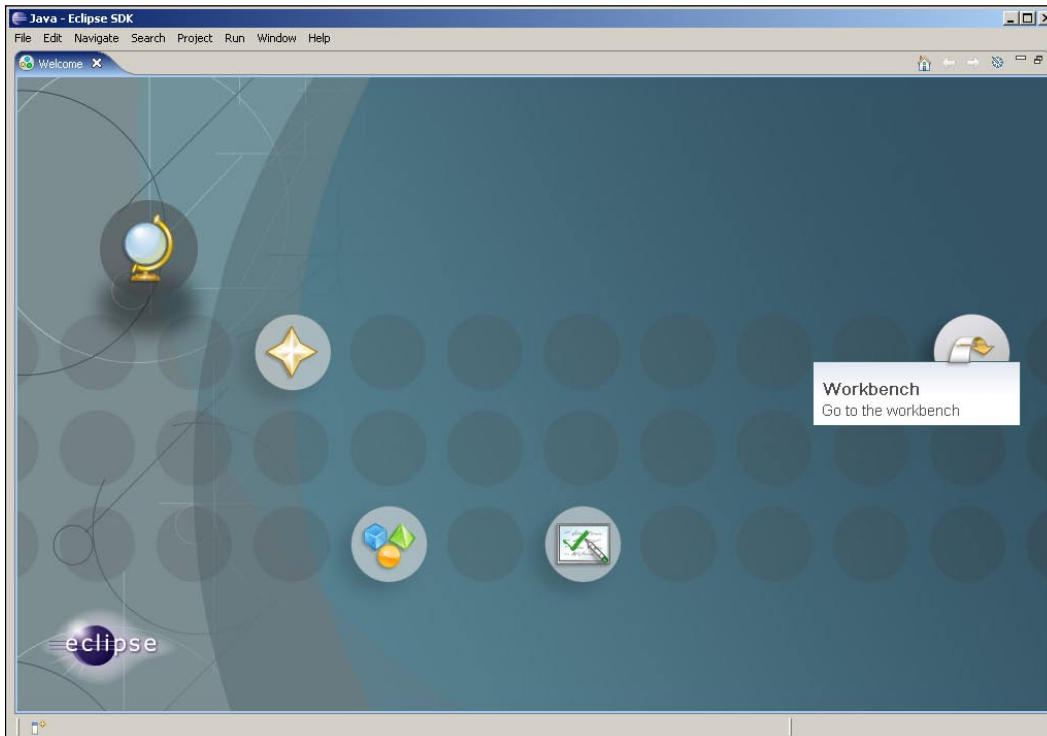 Java - Eclipse SDK
File Edit Navigate Search Project Run Window Help
Welcome
Workbench
Go to the workbench
eclipse